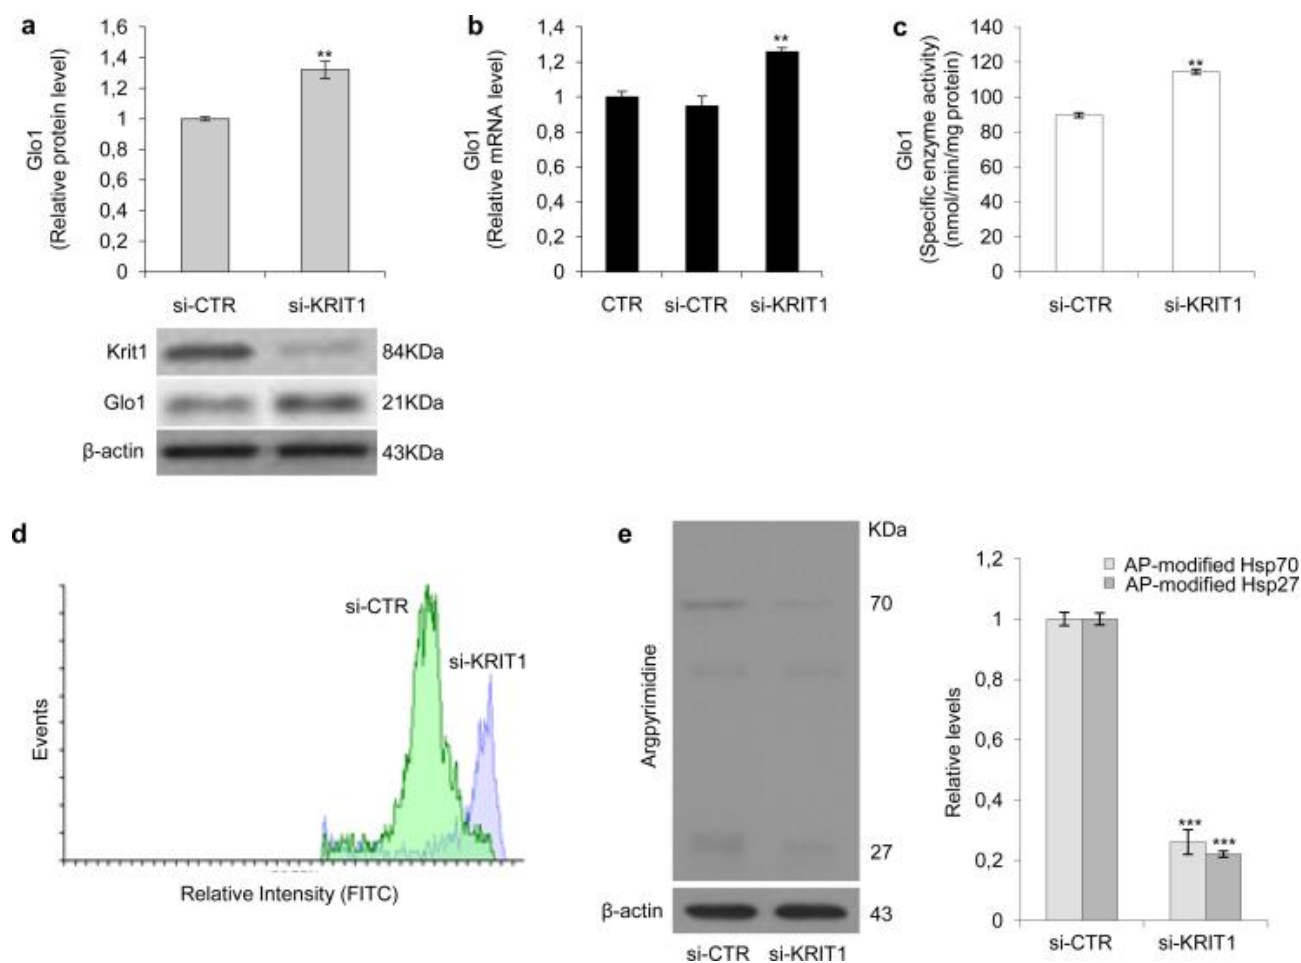 a
1,6
1,4
1,2
1
0,8
0,6
0,4
0,2
0
Glo1
(Relative protein level)
**
si-CTR si-KRIT1
Krit1 84KDa
Glo1 21KDa
β-actin 43KDa
b
1,4
1,2
1
0,8
0,6
0,4
0,2
0
Glo1
(Relative mRNA level)
**
CTR si-CTR si-KRIT1
c
140
120
100
80
60
40
20
0
Glo1
(Specific enzyme activity)
(nmol/min/mg protein)
**
si-CTR si-KRIT1
d
Events
si-CTR
si-KRIT1
Relative Intensity (FITC)
e
KDa
Argpyrimidine
70
27
β-actin 43
si-CTR si-KRIT1
1,2
1
0,8
0,6
0,4
0,2
0
Relative levels
AP-modified Hsp70
AP-modified Hsp27
***
***
si-CTR si-KRIT1